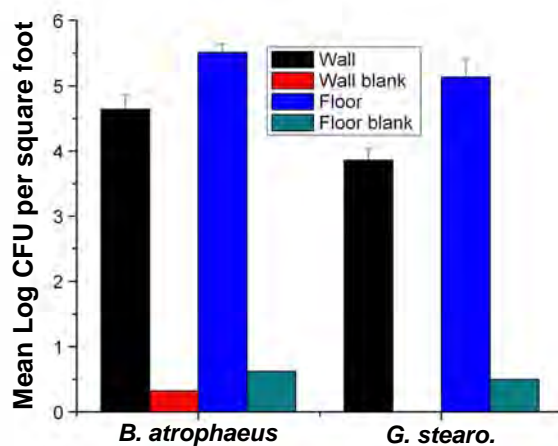 Mean Log CFU per square foot
6
5
4
3
2
1
0
Wall
Wall blank
Floor
Floor blank
B. atrophaeus
G. stearo.